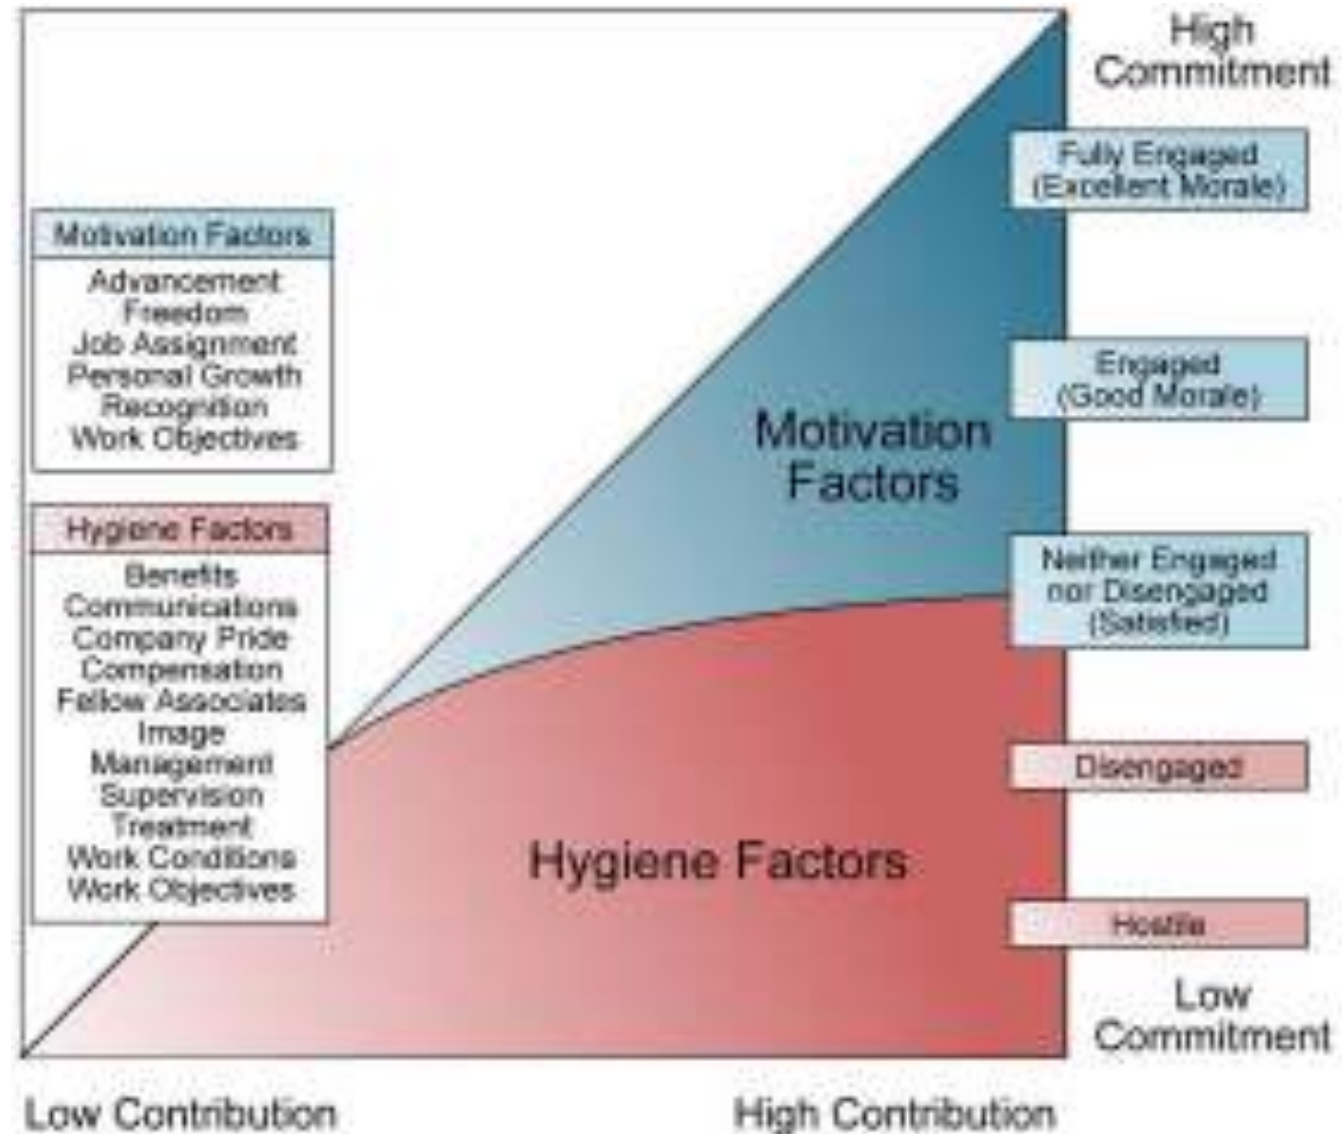 High
Commitment
Fully Engaged
(Excellent Morale)
Motivation Factors
Advancement
Freedom
Job Assignment
Personal Growth
Recognition
Work Objectives
Engaged
(Good Morale)
Motivation
Factors
Hygiene Factors
Benefits
Communications
Company Pride
Compensation
Fellow Associates
Image
Management
Supervision
Treatment
Work Conditions
Work Objectives
Neither Engaged
nor Disengaged
(Satisfied)
Disengaged
Hygiene Factors
Hostile
Low
Commitment
Low Contribution
High Contribution